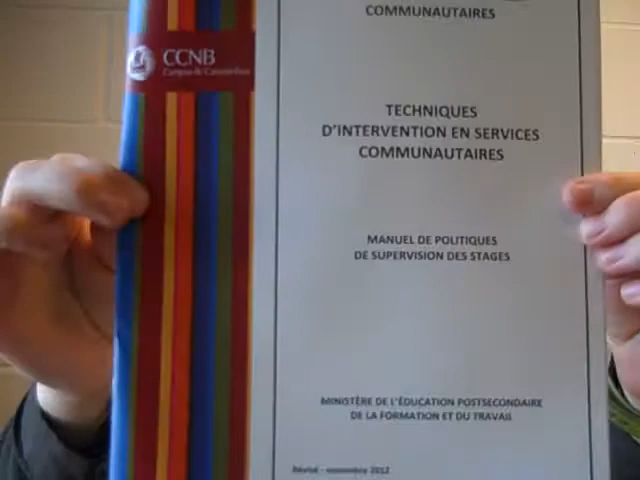 COMMUNAUTAIRES
CCNB
Campus de Campbellton
TECHNIQUES
D'INTERVENTION EN SERVICES
COMMUNAUTAIRES
MANUEL DE POLITIQUES
DE SUPERVISION DES STAGES
MINISTÈRE DE L'ÉDUCATION POSTSECONDAIRE
DE LA FORMATION ET DU TRAVAIL
Révisé - novembre 2012